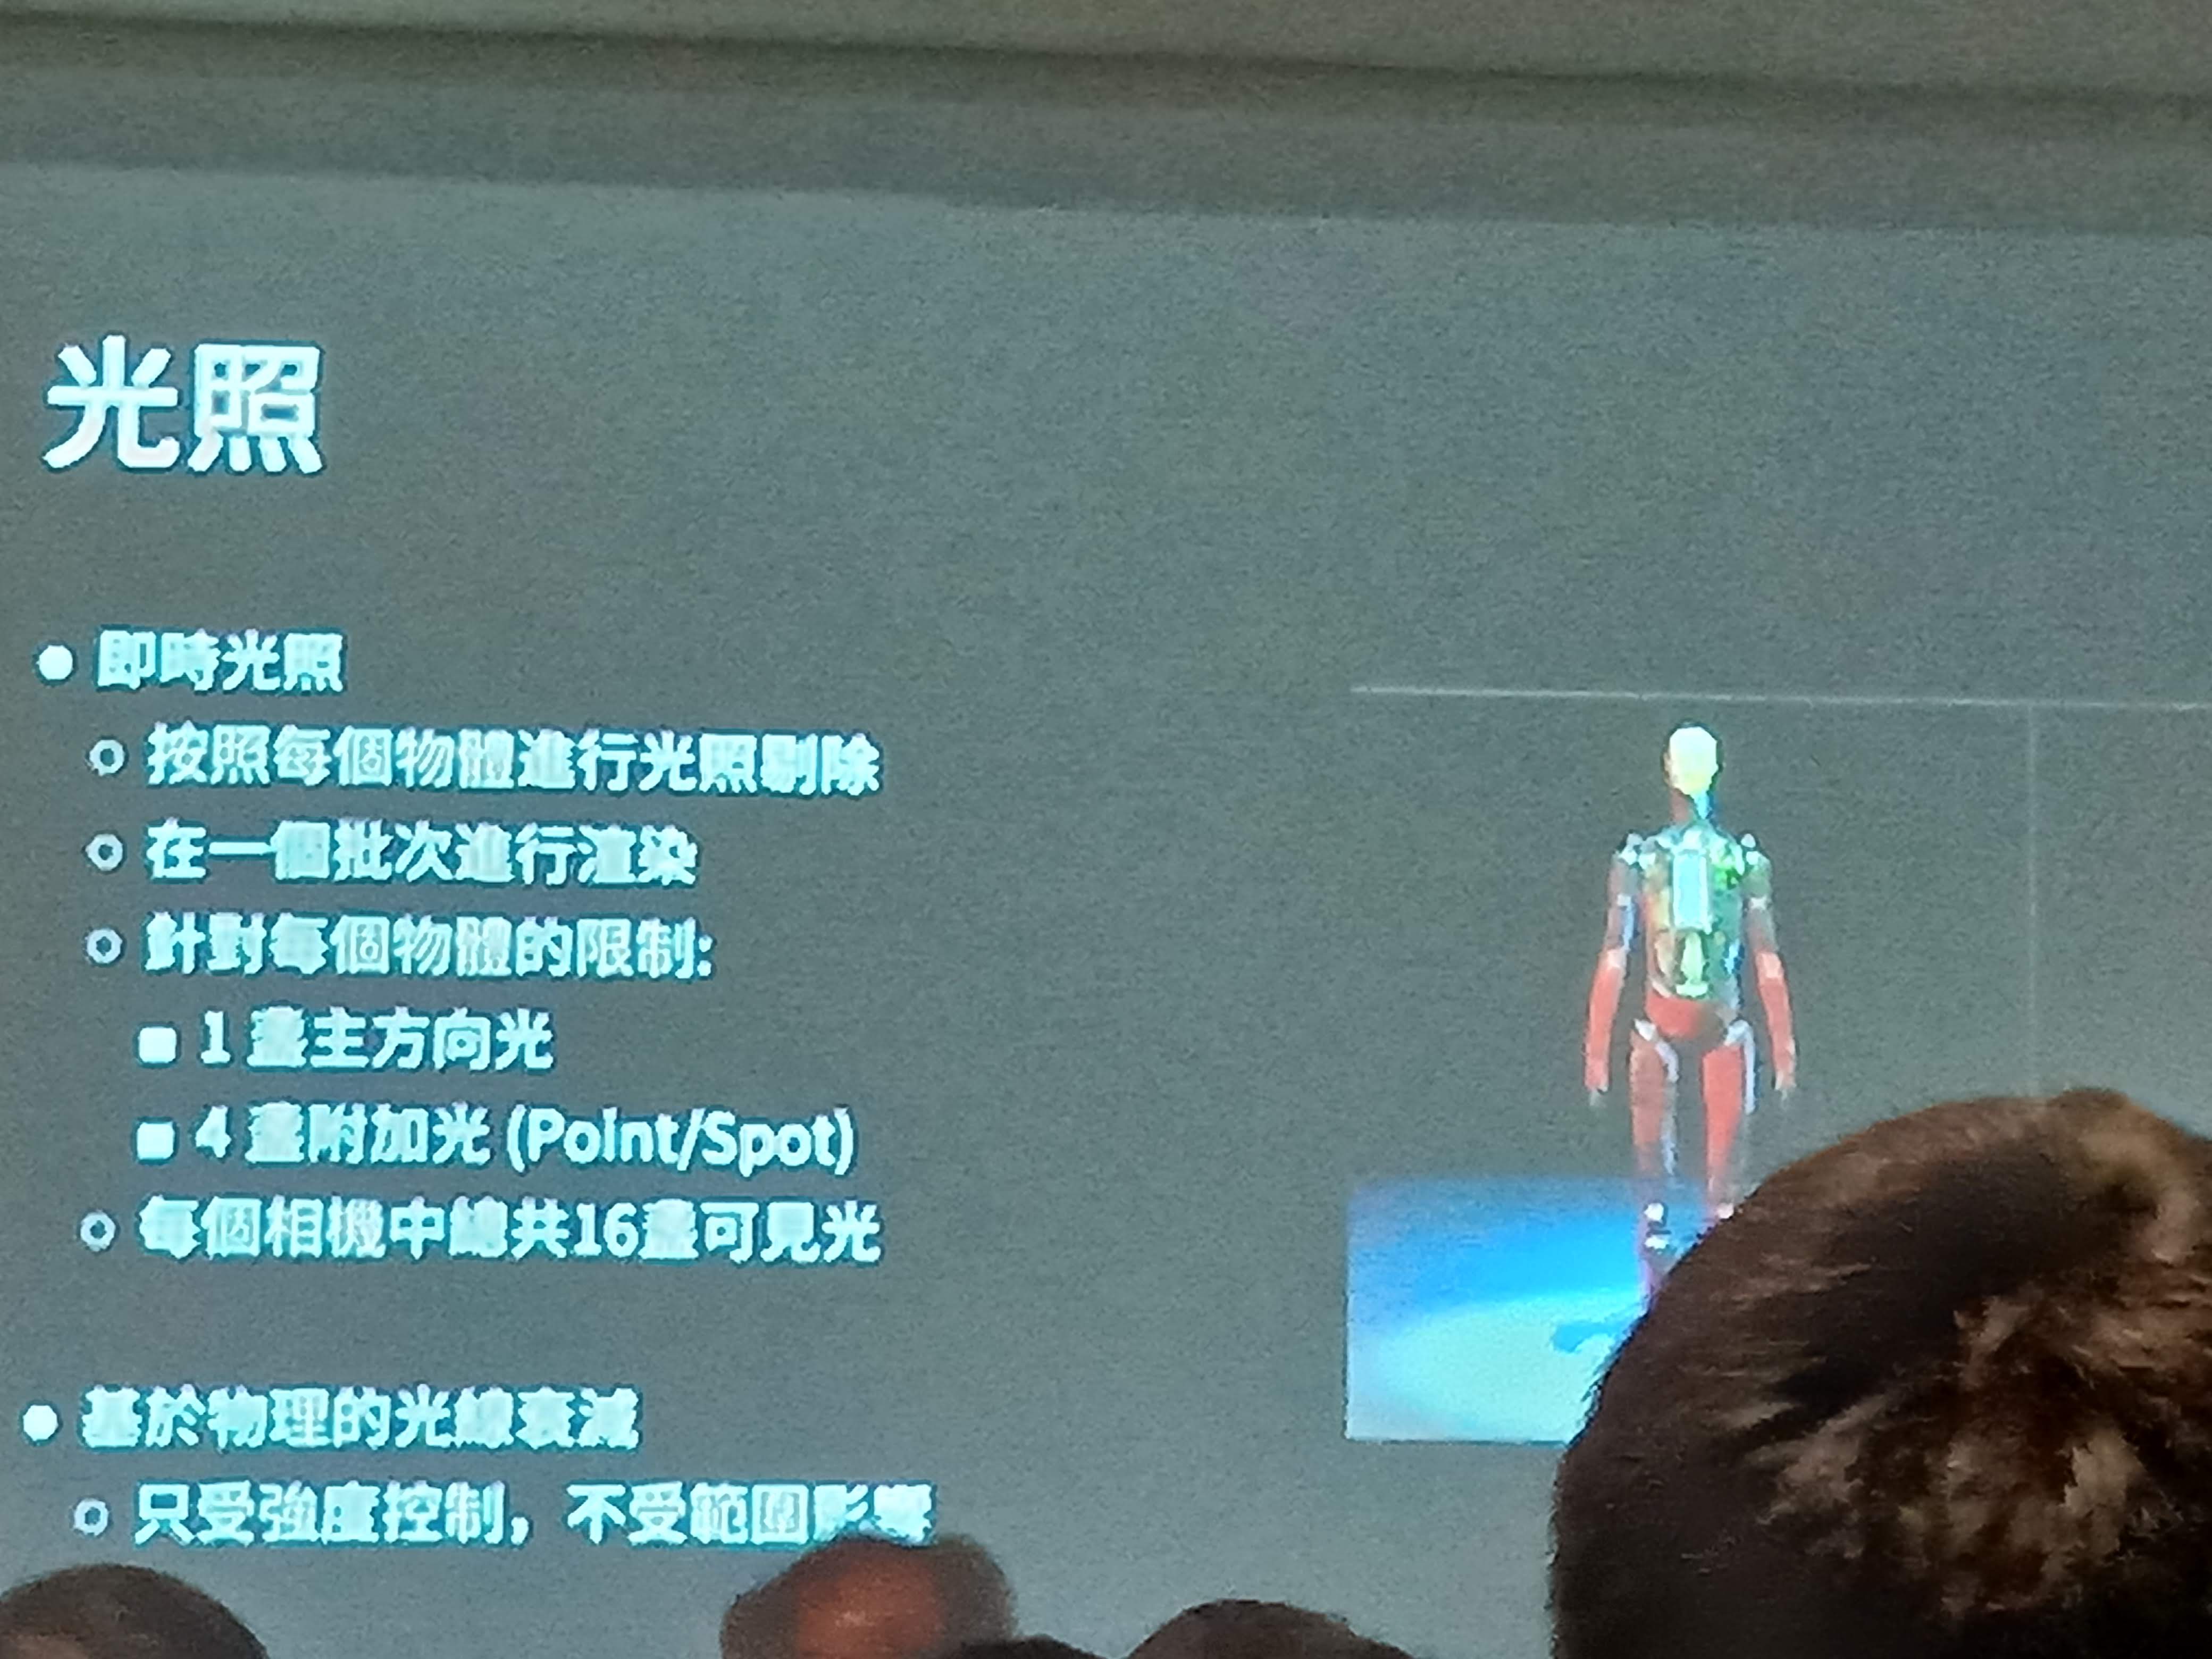 光照
● 即時光照
○ 按照每個物體進行光照剔除
○ 在一個批次進行渲染
○ 針對每個物體的限制:
■ 1 盞主方向光
■ 4 盞附加光 (Point/Spot)
○ 每個相機中總共16盞可見光
● 基於物理的光線衰減
○ 只受強度控制，不受範圍影響